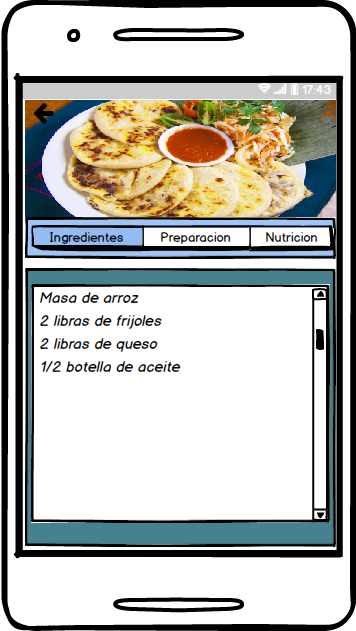 17:43
Ingredientes Preparacion Nutricion
Masa de arroz
2 libras de frijoles
2 libras de queso
1/2 botella de aceite